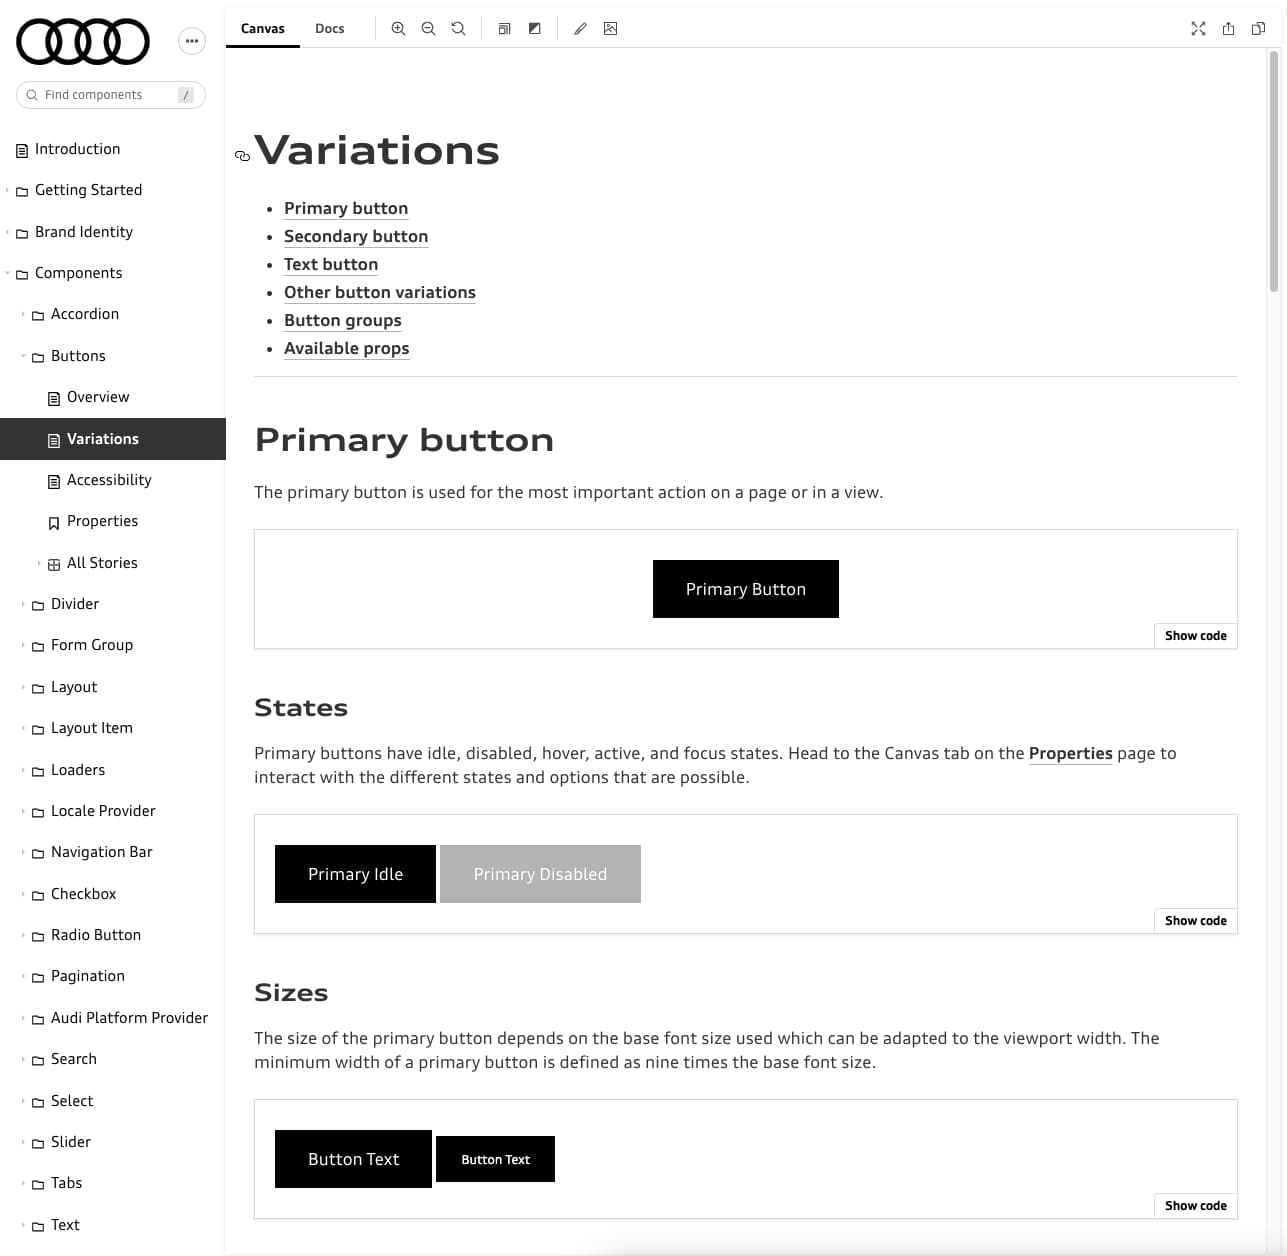 Canvas
Docs
Find components
/
Introduction
Getting Started
Brand Identity
Components
Accordion
Buttons
Overview
Variations
Accessibility
Properties
All Stories
Divider
Form Group
Layout
Layout Item
Loaders
Locale Provider
Navigation Bar
Checkbox
Radio Button
Pagination
Audi Platform Provider
Search
Select
Slider
Tabs
Text
Variations
Primary button
Secondary button
Text button
Other button variations
Button groups
Available props
Primary button
The primary button is used for the most important action on a page or in a view.
Primary Button
Show code
States
Primary buttons have idle, disabled, hover, active, and focus states. Head to the Canvas tab on the Properties page to
interact with the different states and options that are possible.
Primary Idle
Primary Disabled
Show code
Sizes
The size of the primary button depends on the base font size used which can be adapted to the viewport width. The
minimum width of a primary button is defined as nine times the base font size.
Button Text
Button Text
Show code